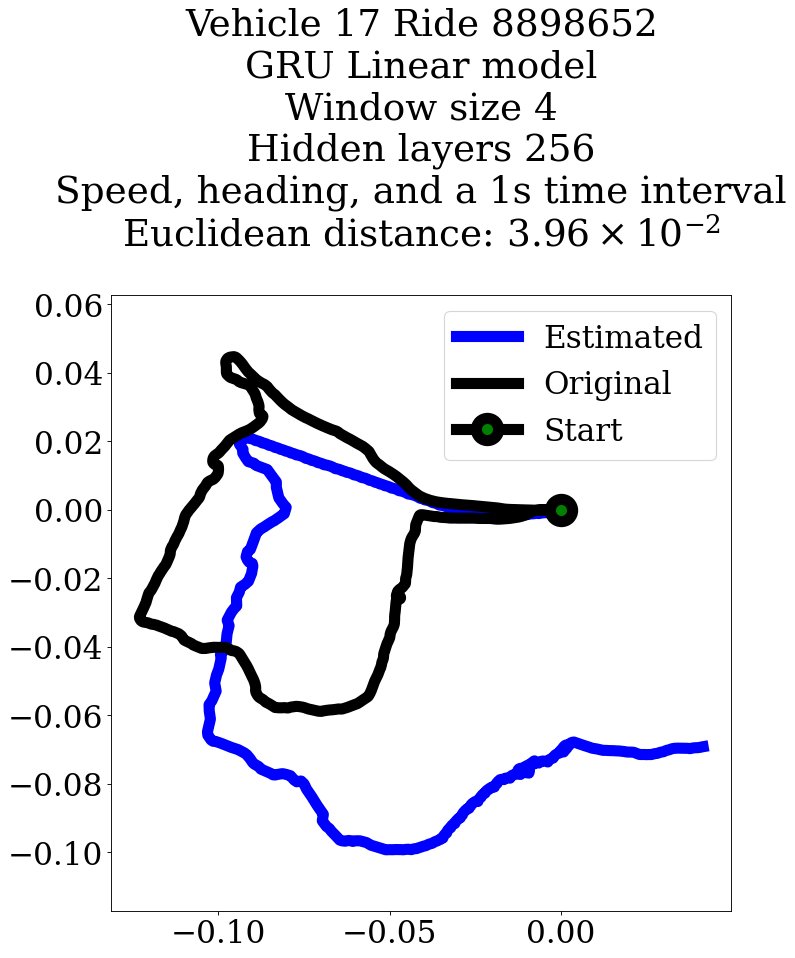 Vehicle 17 Ride 8898652
GRU Linear model
Window size 4
Hidden layers 256
Speed, heading, and a 1s time interval
Euclidean distance: 3.96 × 10⁻²
0.06
0.04
0.02
0.00
−0.02
−0.04
−0.06
−0.08
−0.10
Estimated
Original
Start
−0.10 −0.05 0.00